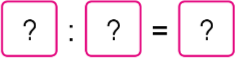 ? : ? = ?